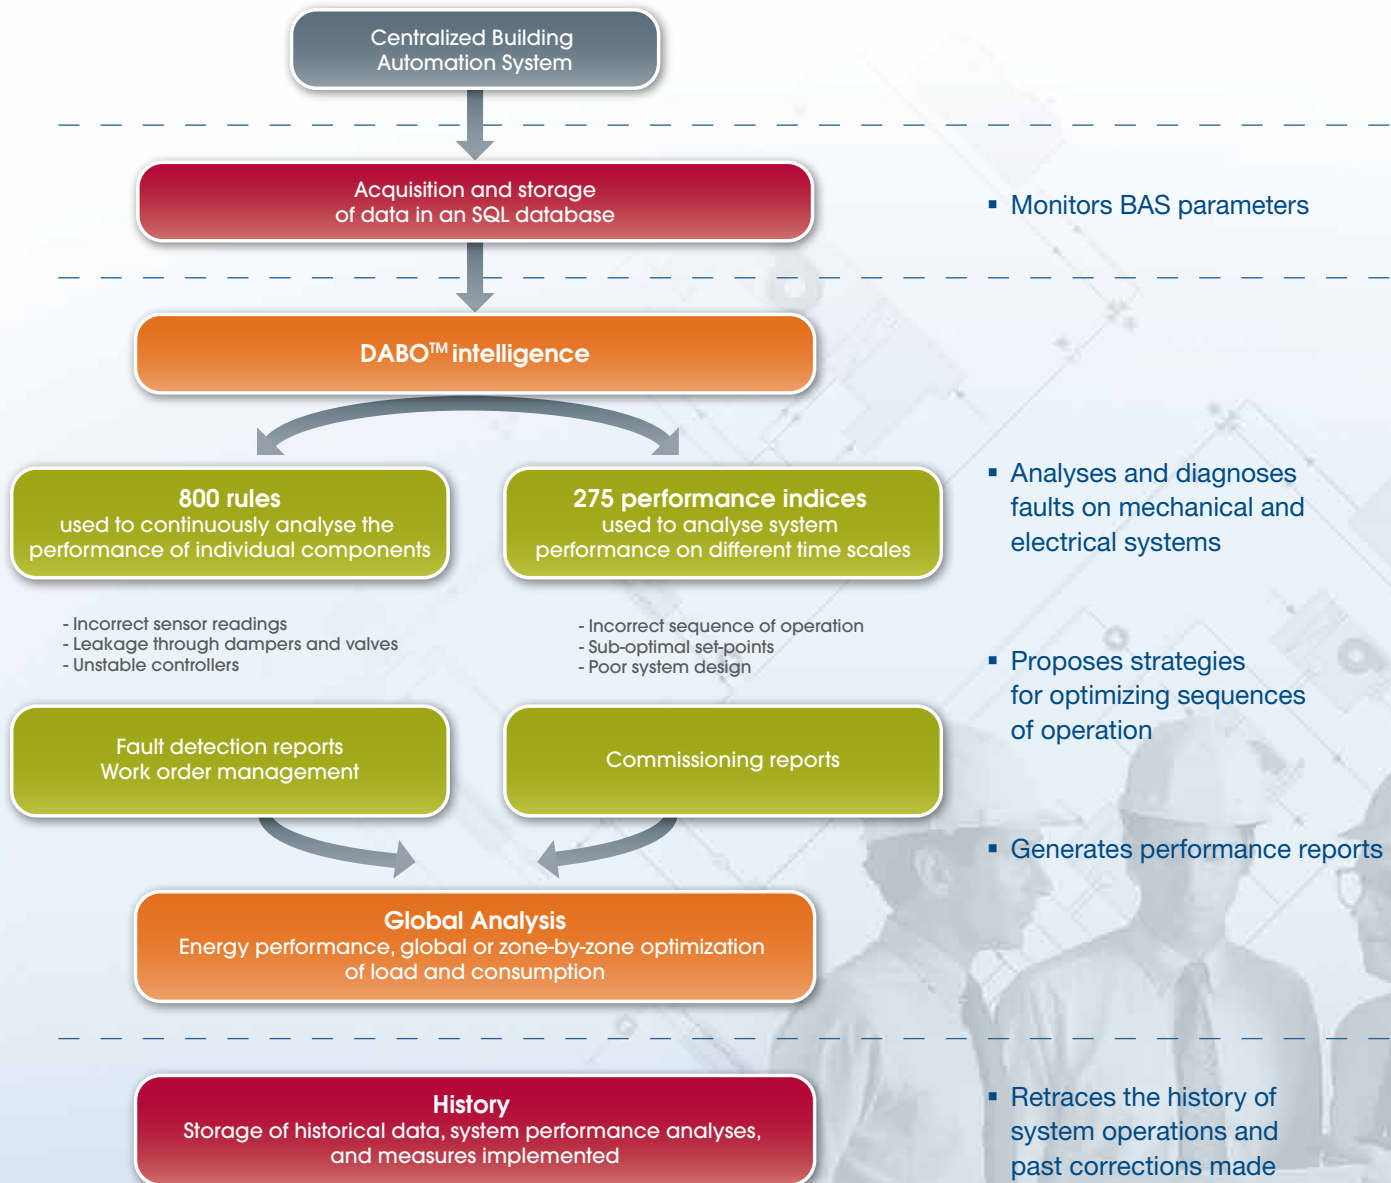 Centralized Building
Automation System
Acquisition and storage
of data in an SQL database
▪ Monitors BAS parameters
DABO™ intelligence
800 rules
used to continuously analyse the
performance of individual components
275 performance indices
used to analyse system
performance on different time scales
▪ Analyses and diagnoses
faults on mechanical and
electrical systems
- Incorrect sensor readings
- Leakage through dampers and valves
- Unstable controllers
- Incorrect sequence of operation
- Sub-optimal set-points
- Poor system design
▪ Proposes strategies
for optimizing sequences
of operation
Fault detection reports
Work order management
Commissioning reports
▪ Generates performance reports
Global Analysis
Energy performance, global or zone-by-zone optimization
of load and consumption
History
Storage of historical data, system performance analyses,
and measures implemented
▪ Retraces the history of
system operations and
past corrections made